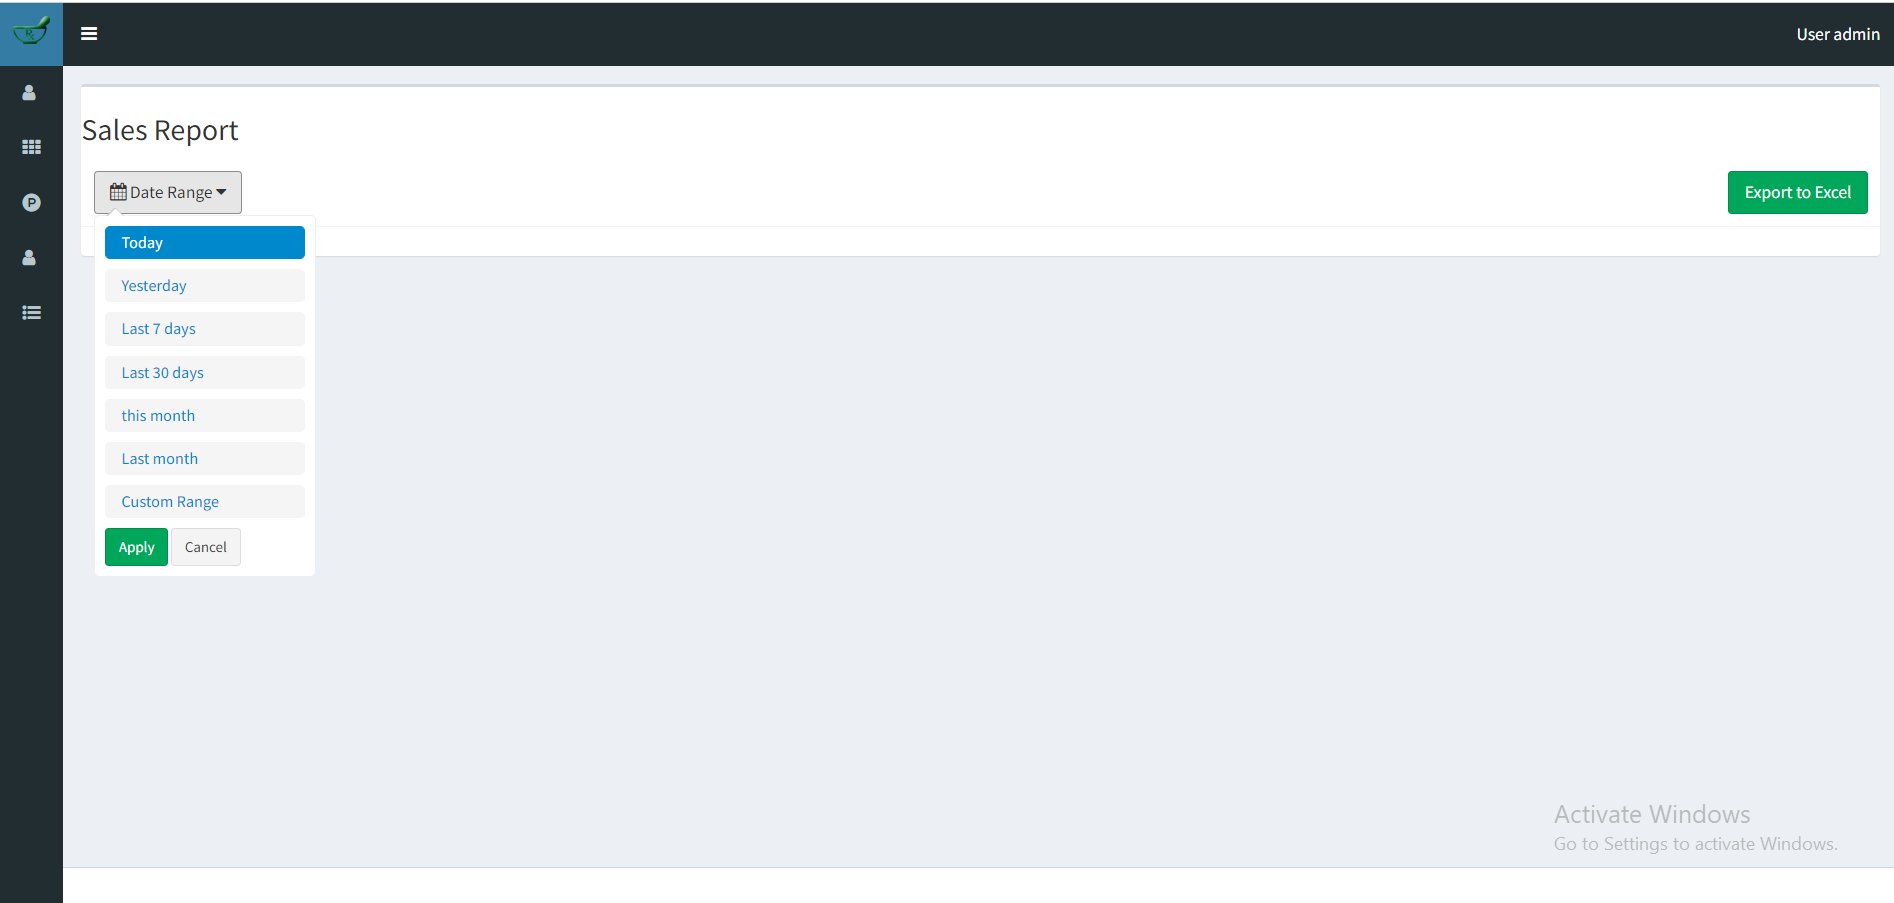 User admin
Sales Report
Date Range
Export to Excel
Today
Yesterday
Last 7 days
Last 30 days
this month
Last month
Custom Range
Apply
Cancel
P
Activate Windows
Go to Settings to activate Windows.